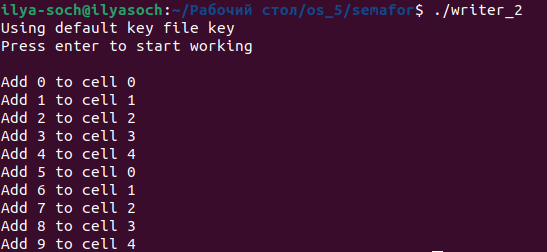 ilya-soch@ilyasoch:~/Рабочий стол/os_5/semafor$ ./writer_2
Using default key file key
Press enter to start working
Add 0 to cell 0
Add 1 to cell 1
Add 2 to cell 2
Add 3 to cell 3
Add 4 to cell 4
Add 5 to cell 0
Add 6 to cell 1
Add 7 to cell 2
Add 8 to cell 3
Add 9 to cell 4